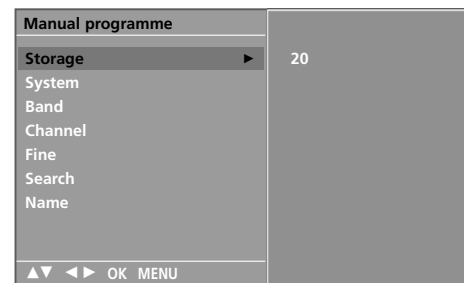 Manual programme
Storage ► 20
System
Band
Channel
Fine
Search
Name
▲▼ ◄► OK MENU